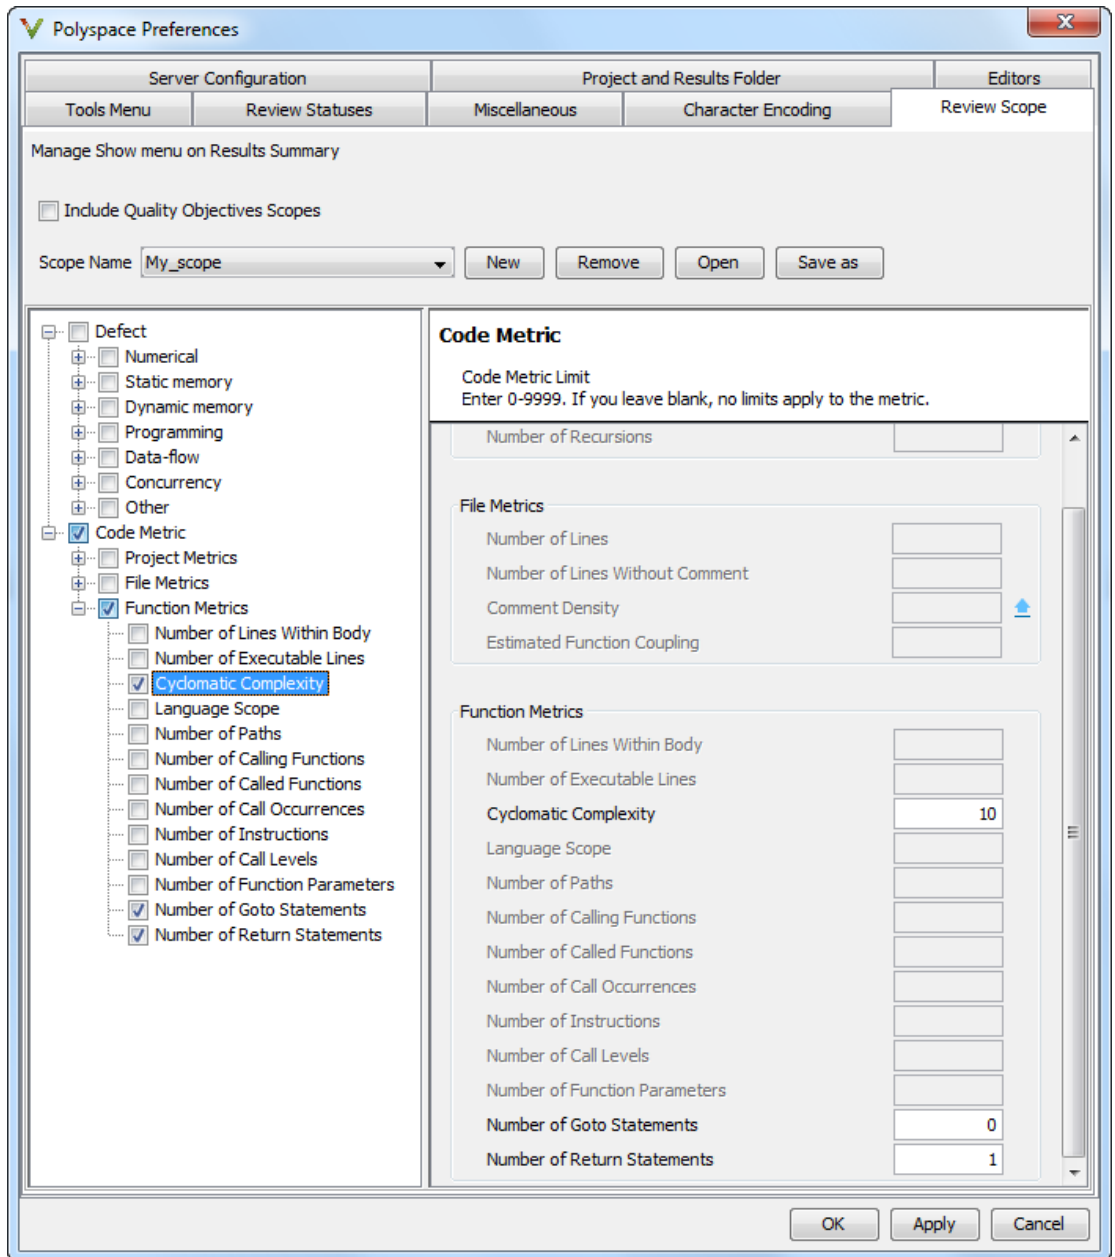 Polyspace Preferences
Server Configuration
Project and Results Folder
Editors
Tools Menu
Review Statuses
Miscellaneous
Character Encoding
Review Scope
Manage Show menu on Results Summary
Include Quality Objectives Scopes
Scope Name
My_scope
New
Remove
Open
Save as
Defect
Numerical
Static memory
Dynamic memory
Programming
Data-flow
Concurrency
Other
Code Metric
Project Metrics
File Metrics
Function Metrics
Number of Lines Within Body
Number of Executable Lines
Cyclomatic Complexity
Language Scope
Number of Paths
Number of Calling Functions
Number of Called Functions
Number of Call Occurrences
Number of Instructions
Number of Call Levels
Number of Function Parameters
Number of Goto Statements
Number of Return Statements
Code Metric
Code Metric Limit
Enter 0-9999. If you leave blank, no limits apply to the metric.
Number of Recursions
File Metrics
Number of Lines
Number of Lines Without Comment
Comment Density
Estimated Function Coupling
Function Metrics
Number of Lines Within Body
Number of Executable Lines
Cyclomatic Complexity 10
Language Scope
Number of Paths
Number of Calling Functions
Number of Called Functions
Number of Call Occurrences
Number of Instructions
Number of Call Levels
Number of Function Parameters
Number of Goto Statements 0
Number of Return Statements 1
OK
Apply
Cancel